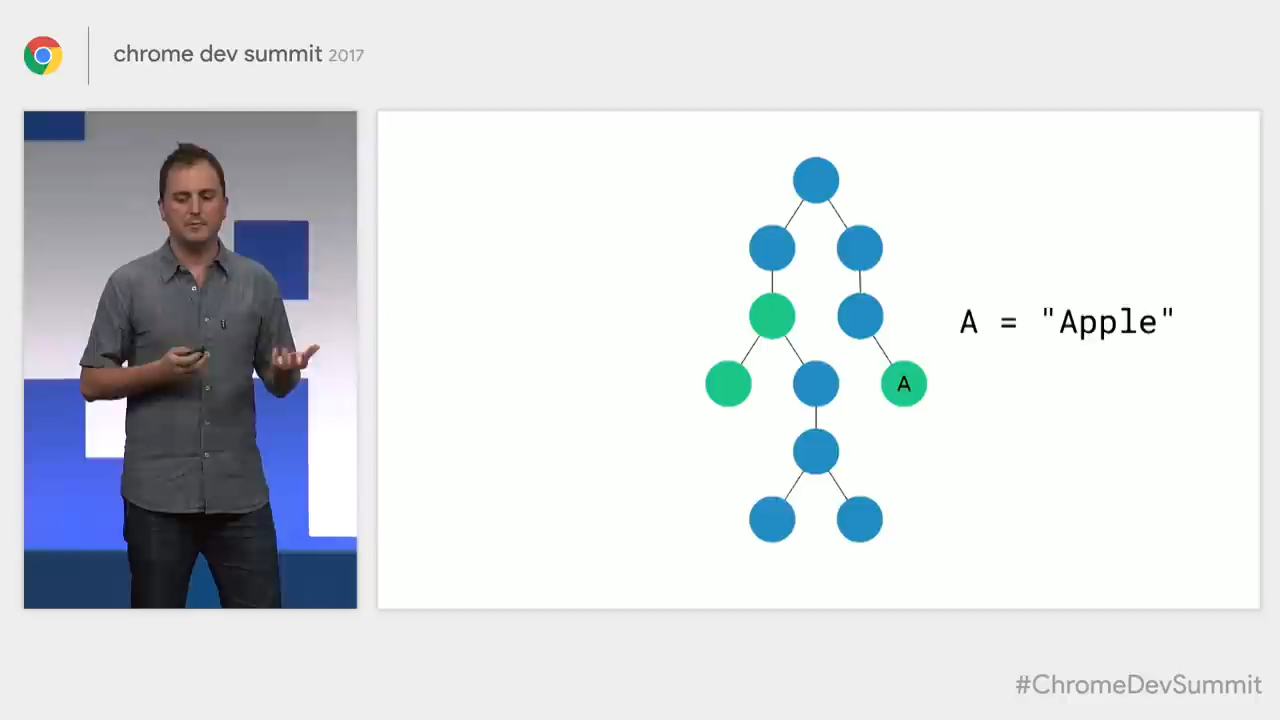 chrome dev summit 2017
A = "Apple"
A
#ChromeDevSummit